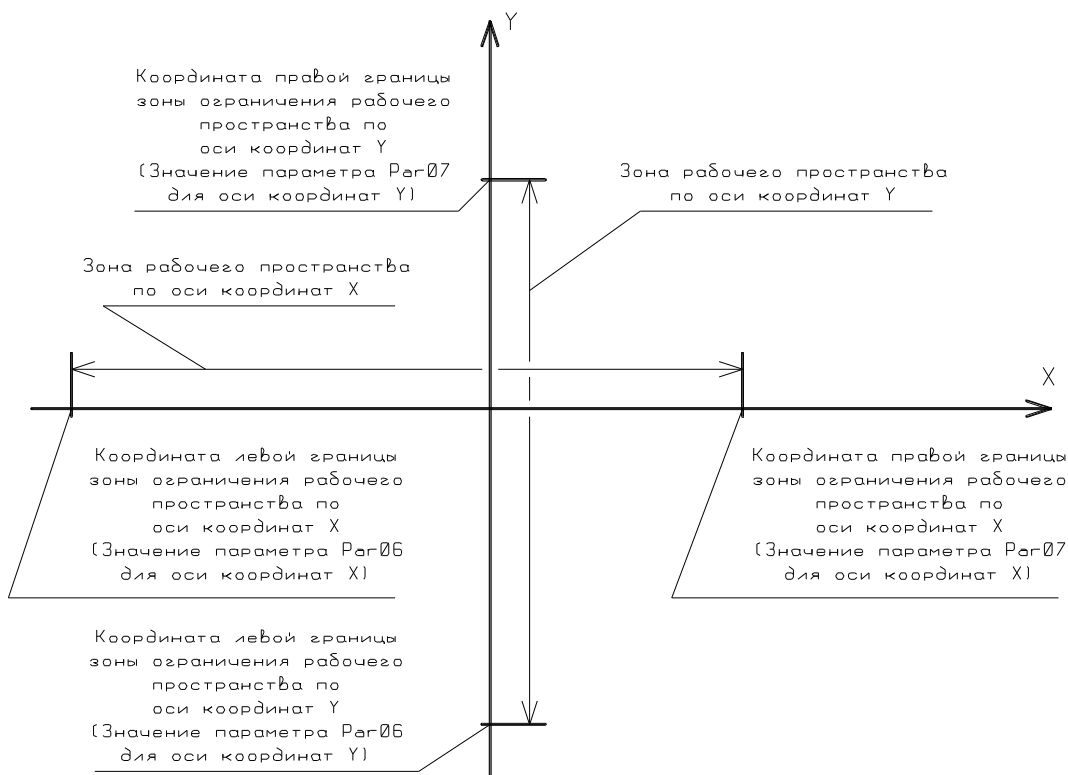 Y
Координата правой границы
зоны ограничения рабочего
пространства по
оси координат Y
(Значение параметра Par07
для оси координат Y)
Зона рабочего пространства
по оси координат Y
Зона рабочего пространства
по оси координат X
X
Координата левой границы
зоны ограничения рабочего
пространства по
оси координат X
(Значение параметра Par06
для оси координат X)
Координата правой границы
зоны ограничения рабочего
пространства по
оси координат X
(Значение параметра Par07
для оси координат X)
Координата левой границы
зоны ограничения рабочего
пространства по
оси координат Y
(Значение параметра Par06
для оси координат Y)